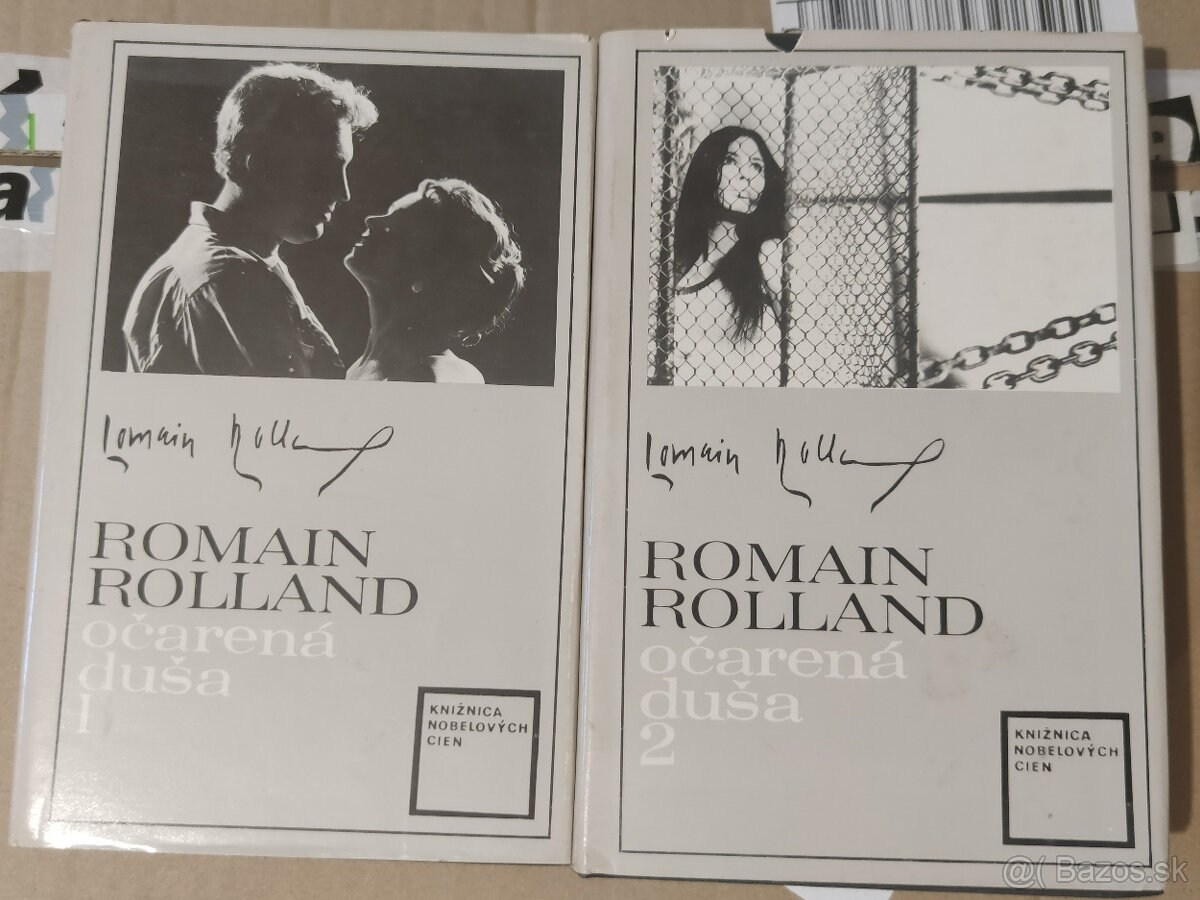 Romain Rolland
ROMAIN
ROLLAND
očarená
duša
1
KNIŽNICA
NOBELOVÝCH
CIEN
Romain Rolland
ROMAIN
ROLLAND
očarená
duša
2
KNIŽNICA
NOBELOVÝCH
CIEN
@( Bazos.sk